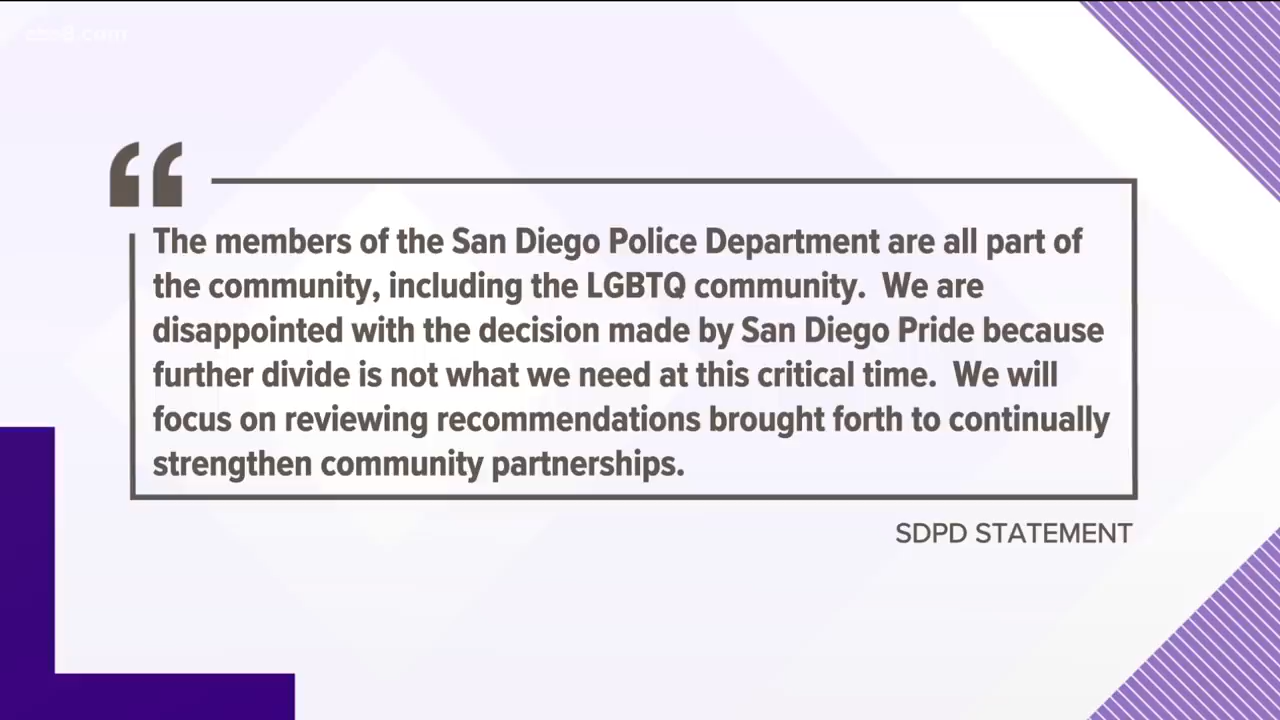 cbs8.com
“
The members of the San Diego Police Department are all part of
the community, including the LGBTQ community.  We are
disappointed with the decision made by San Diego Pride because
further divide is not what we need at this critical time.  We will
focus on reviewing recommendations brought forth to continually
strengthen community partnerships.
SDPD STATEMENT